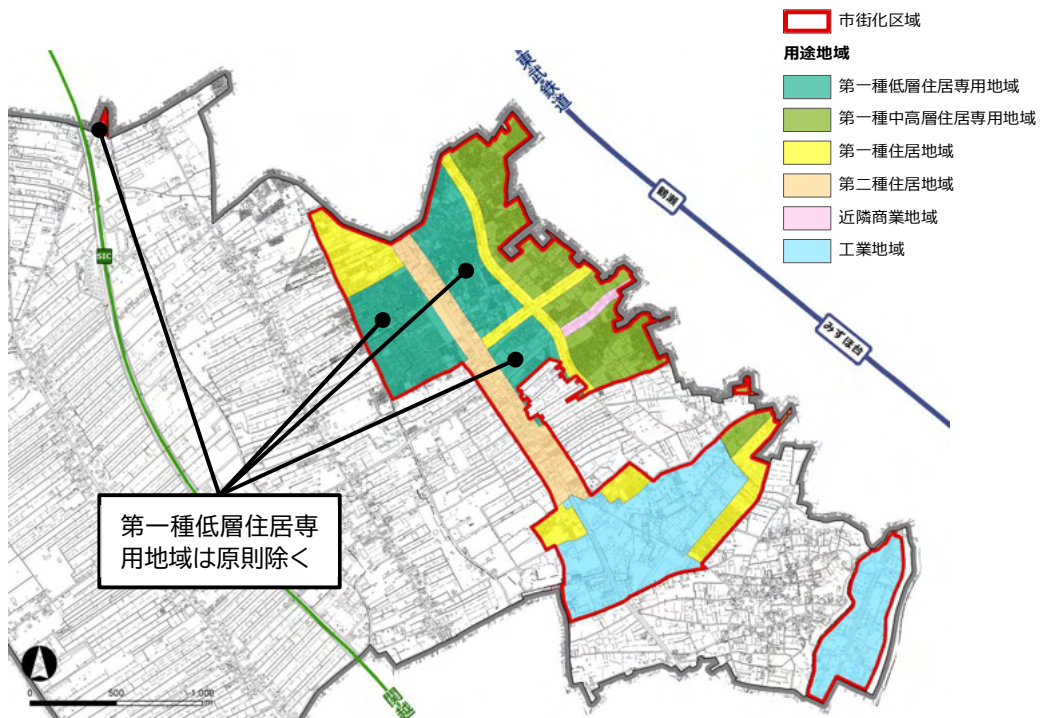 市街化区域
用途地域
第一種低層住居専用地域
第一種中高層住居専用地域
第一種住居地域
第二種住居地域
近隣商業地域
工業地域
東武鉄道
鶴瀬
みずほ台
SIC
第一種低層住居専
用地域は原則除く
関越
0 500 1,000
m